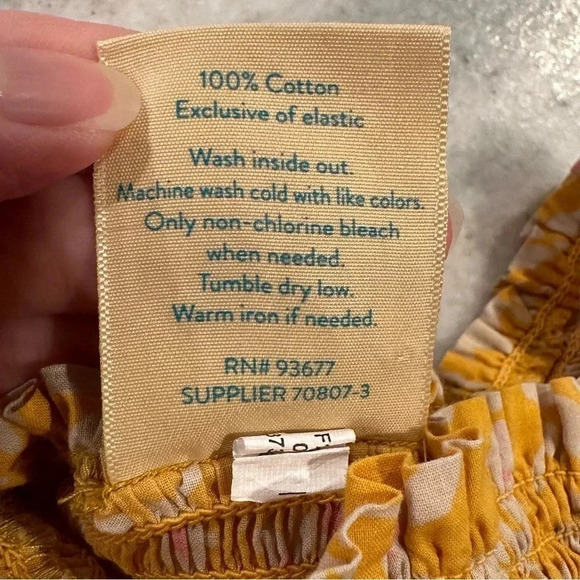 100% Cotton
Exclusive of elastic
Wash inside out.
Machine wash cold with like colors.
Only non-chlorine bleach
when needed.
Tumble dry low.
Warm iron if needed.
RN# 93677
SUPPLIER 70807-3